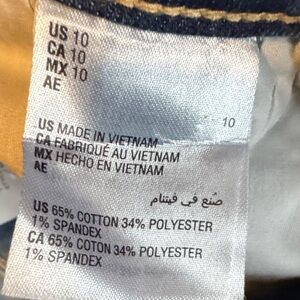 US 10
CA 10
MX 10
AE
10
US MADE IN VIETNAM
CA FABRIQUÉ AU VIETNAM
MX HECHO EN VIETNAM
AE
صنع في فيتنام
US 65% COTTON 34% POLYESTER
1% SPANDEX
CA 65% COTON 34% POLYESTER
1% SPANDEX